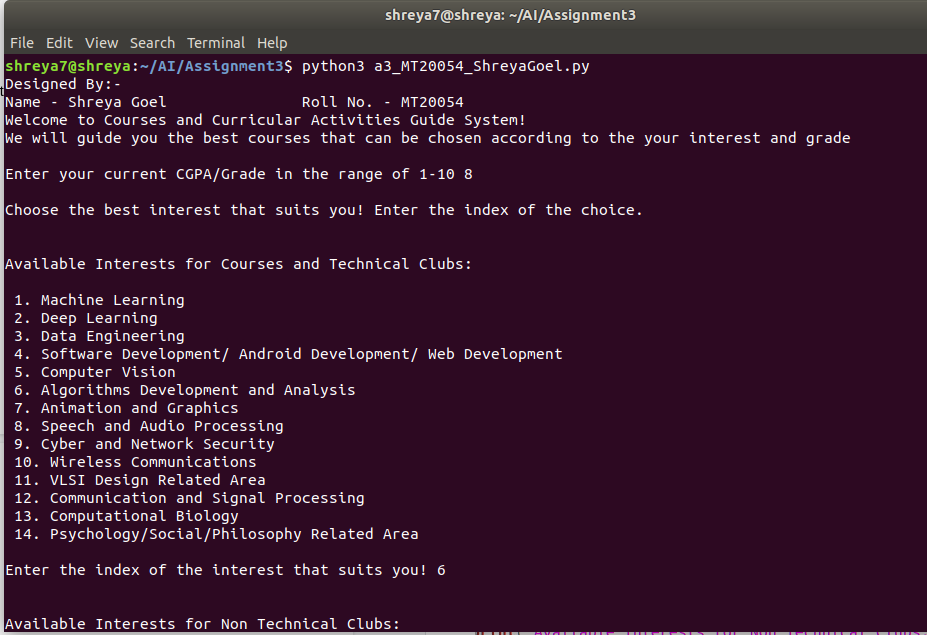 shreya7@shreya: ~/AI/Assignment3
File Edit View Search Terminal Help
shreya7@shreya:~/AI/Assignment3$ python3 a3_MT20054_ShreyaGoel.py
Designed By:-
Name - Shreya Goel Roll No. - MT20054
Welcome to Courses and Curricular Activities Guide System!
We will guide you the best courses that can be chosen according to the your interest and grade
Enter your current CGPA/Grade in the range of 1-10 8
Choose the best interest that suits you! Enter the index of the choice.
Available Interests for Courses and Technical Clubs:
1. Machine Learning
2. Deep Learning
3. Data Engineering
4. Software Development/ Android Development/ Web Development
5. Computer Vision
6. Algorithms Development and Analysis
7. Animation and Graphics
8. Speech and Audio Processing
9. Cyber and Network Security
10. Wireless Communications
11. VLSI Design Related Area
12. Communication and Signal Processing
13. Computational Biology
14. Psychology/Social/Philosophy Related Area
Enter the index of the interest that suits you! 6
Available Interests for Non Technical Clubs: